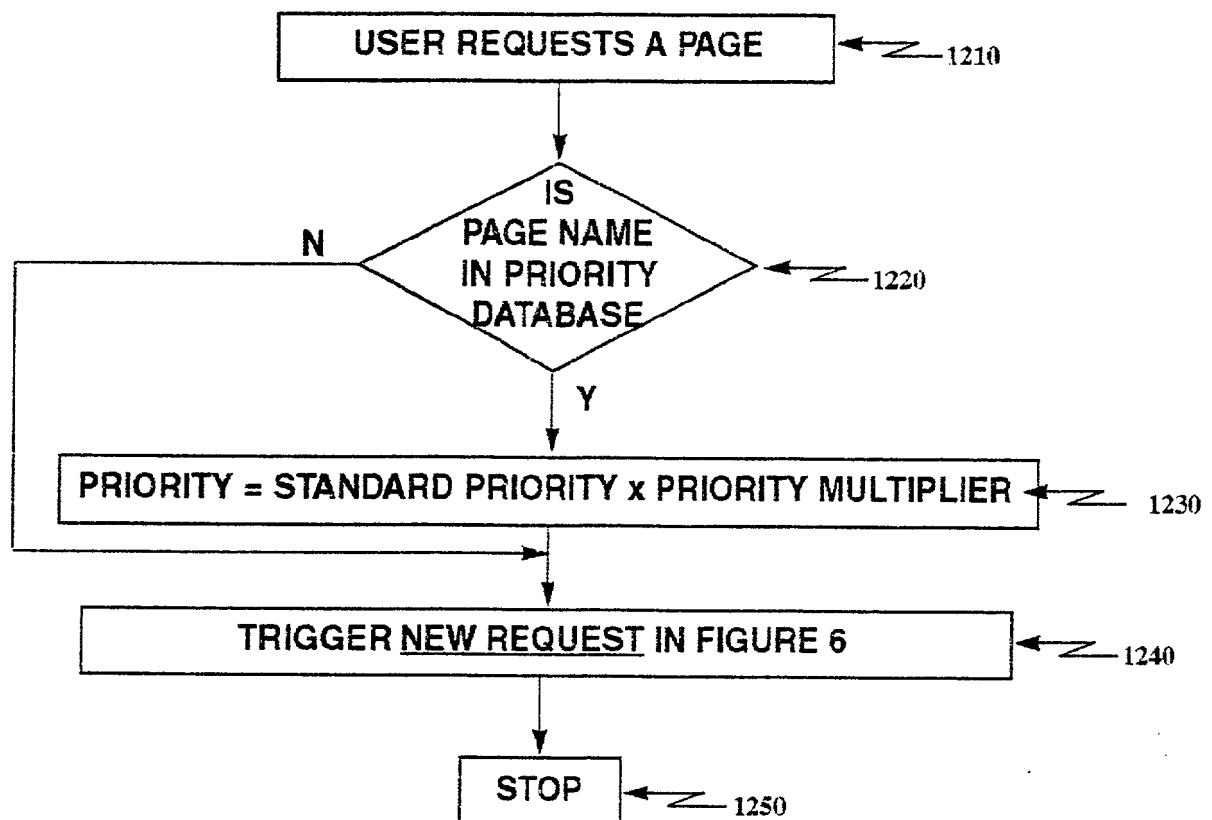 USER REQUESTS A PAGE
1210
IS
PAGE NAME
IN PRIORITY
DATABASE
N
1220
Y
PRIORITY = STANDARD PRIORITY x PRIORITY MULTIPLIER
1230
TRIGGER NEW REQUEST IN FIGURE 6
1240
STOP
1250